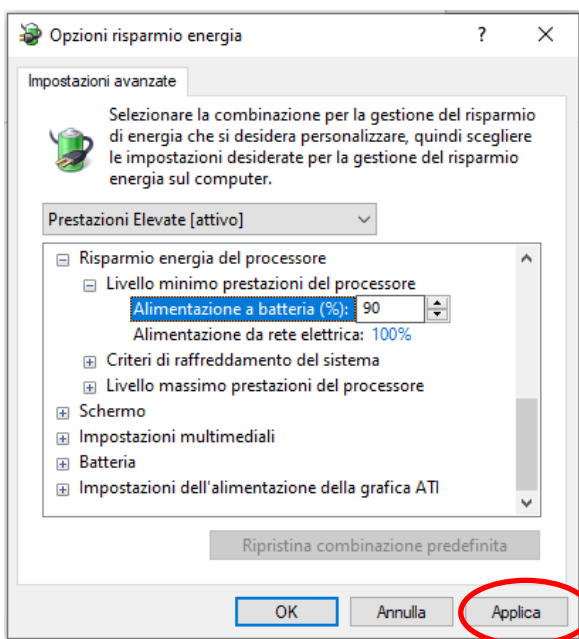 Opzioni risparmio energia
?
Impostazioni avanzate
Selezionare la combinazione per la gestione del risparmio
di energia che si desidera personalizzare, quindi scegliere
le impostazioni desiderate per la gestione del risparmio
energia sul computer.
Prestazioni Elevate [attivo]
Risparmio energia del processore
Livello minimo prestazioni del processore
Alimentazione a batteria (%): 90
Alimentazione da rete elettrica: 100%
Criteri di raffreddamento del sistema
Livello massimo prestazioni del processore
Schermo
Impostazioni multimediali
Batteria
Impostazioni dell'alimentazione della grafica ATI
Ripristina combinazione predefinita
OK Annulla Applica